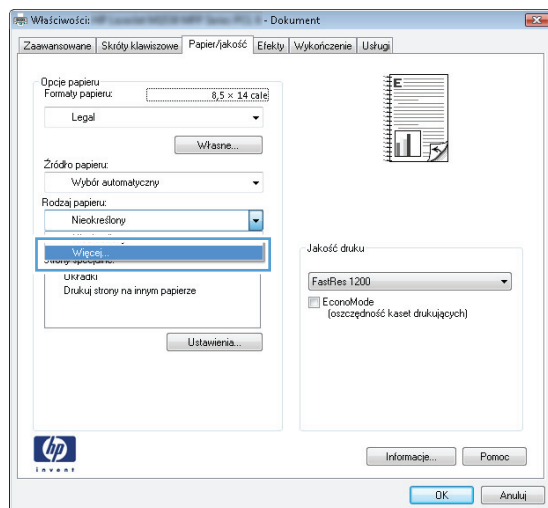 Właściwości: - Dokument
Zaawansowane Skróty klawiszowe Papier/jakość Efekty Wykończenie Usługi
Opcje papieru
Formaty papieru: 8,5 × 14 cale
Legal
Własne...
Źródło papieru:
Wybór automatyczny
Rodzaj papieru:
Nieokreślony
Więcej...
Okładki
Drukuj strony na innym papierze
Ustawienia...
Jakość druku
FastRes 1200
EconoMode
(oszczędność kaset drukujących)
E
hp
invent
Informacje... Pomoc
OK Anuluj